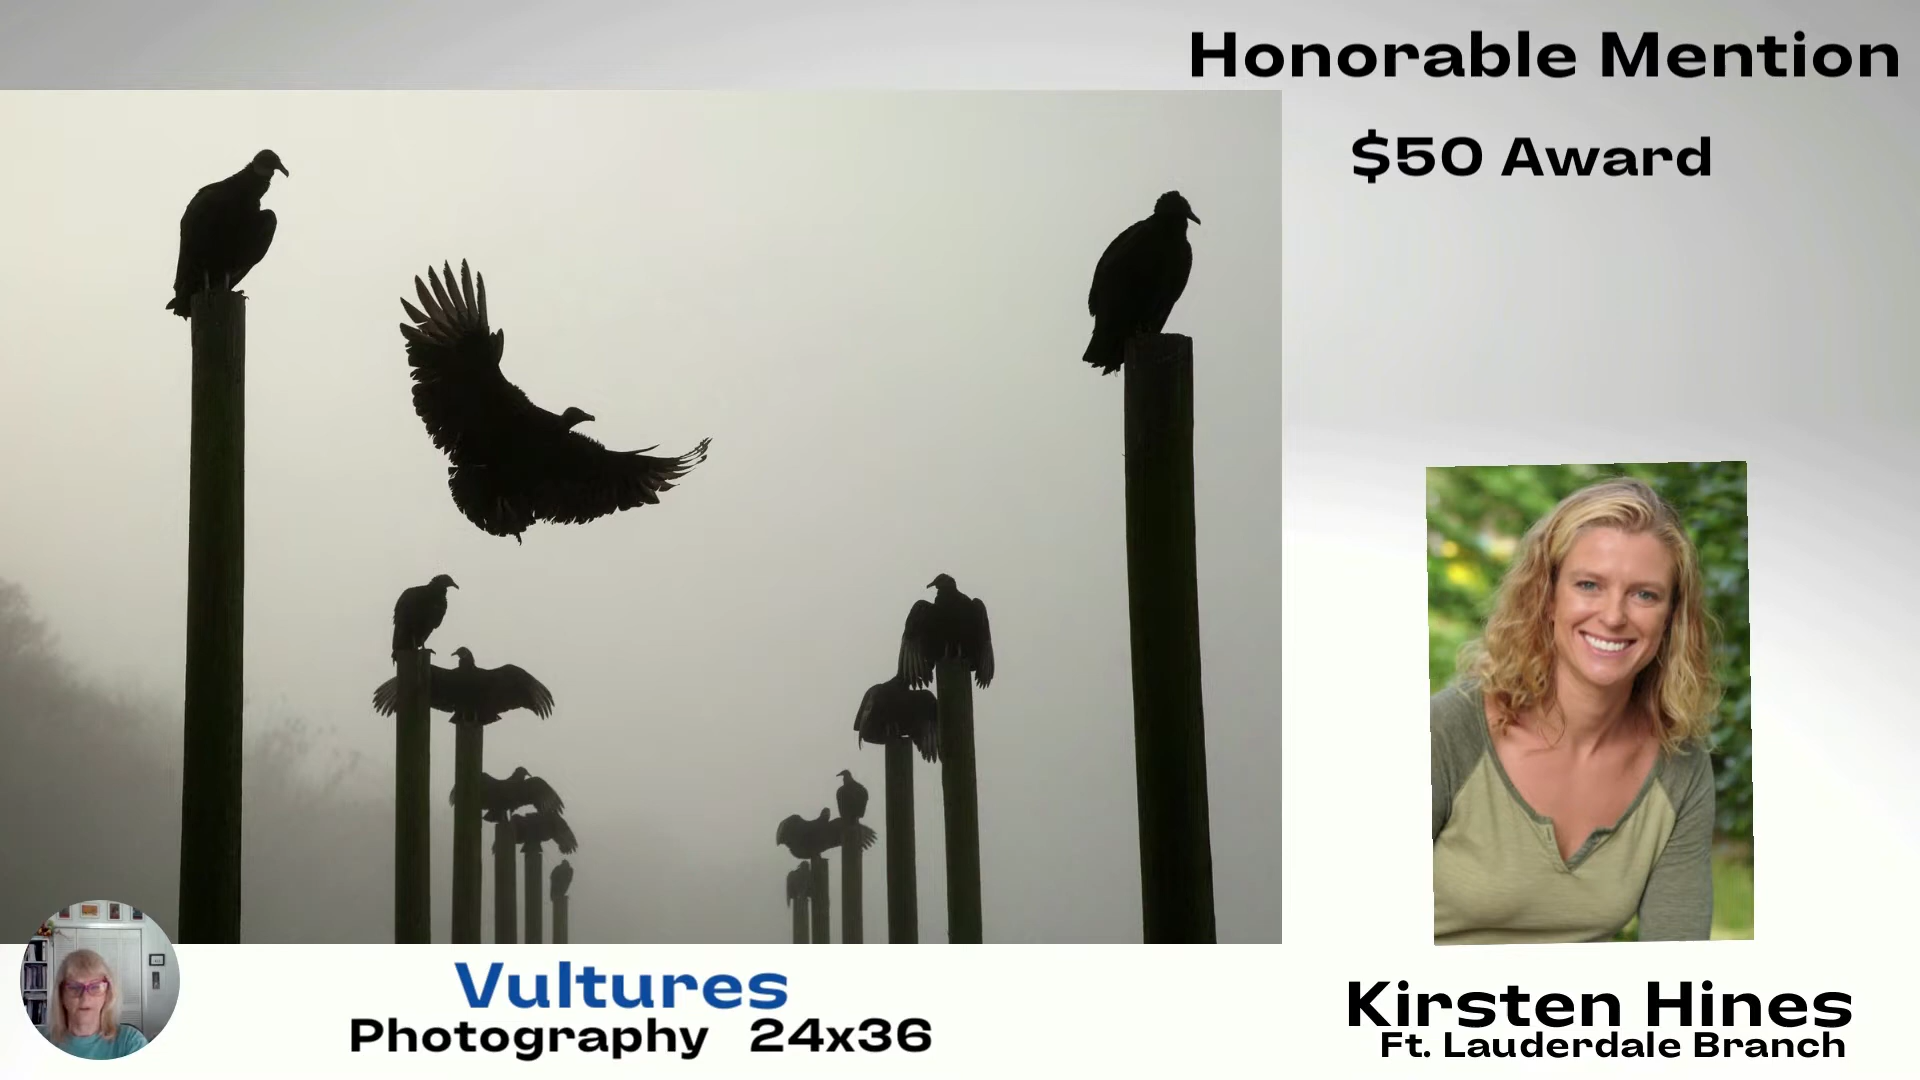 Honorable Mention
$50 Award
Vultures
Photography 24x36
Kirsten Hines
Ft. Lauderdale Branch